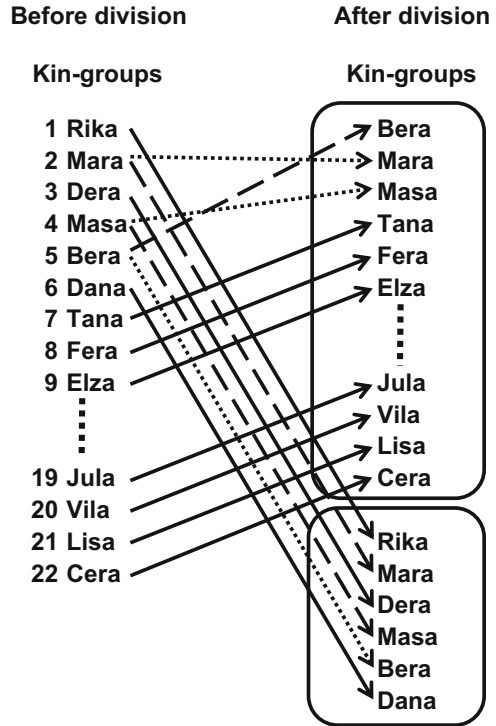 Before division
After division
Kin-groups
Kin-groups
1 Rika
2 Mara
3 Dera
4 Masa
5 Bera
6 Dana
7 Tana
8 Fera
9 Elza
19 Jula
20 Vila
21 Lisa
22 Cera
Bera
Mara
Masa
Tana
Fera
Elza
Jula
Vila
Lisa
Cera
Rika
Mara
Dera
Masa
Bera
Dana